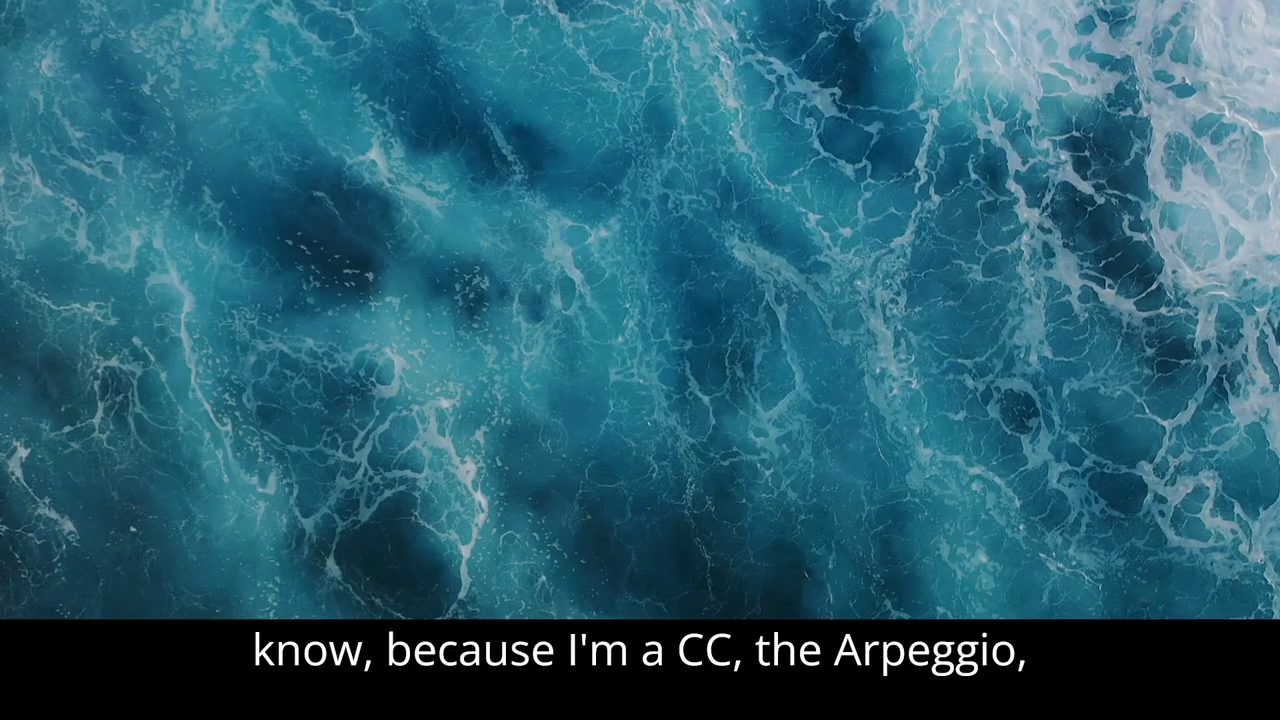 know, because I'm a CC, the Arpeggio,